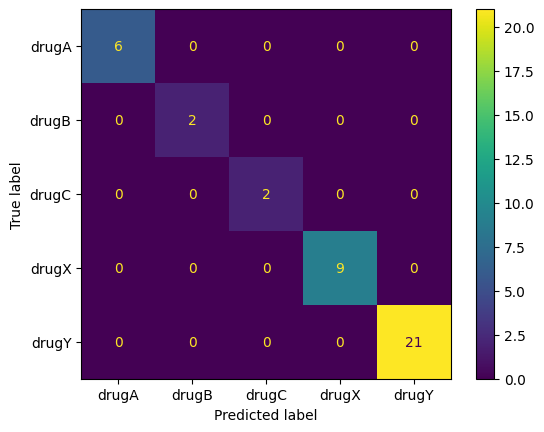 drugA 6 0 0 0 0
drugB 0 2 0 0 0
drugC 0 0 2 0 0
drugX 0 0 0 9 0
drugY 0 0 0 0 21
drugA drugB drugC drugX drugY
Predicted label
True label
20.0
17.5
15.0
12.5
10.0
7.5
5.0
2.5
0.0